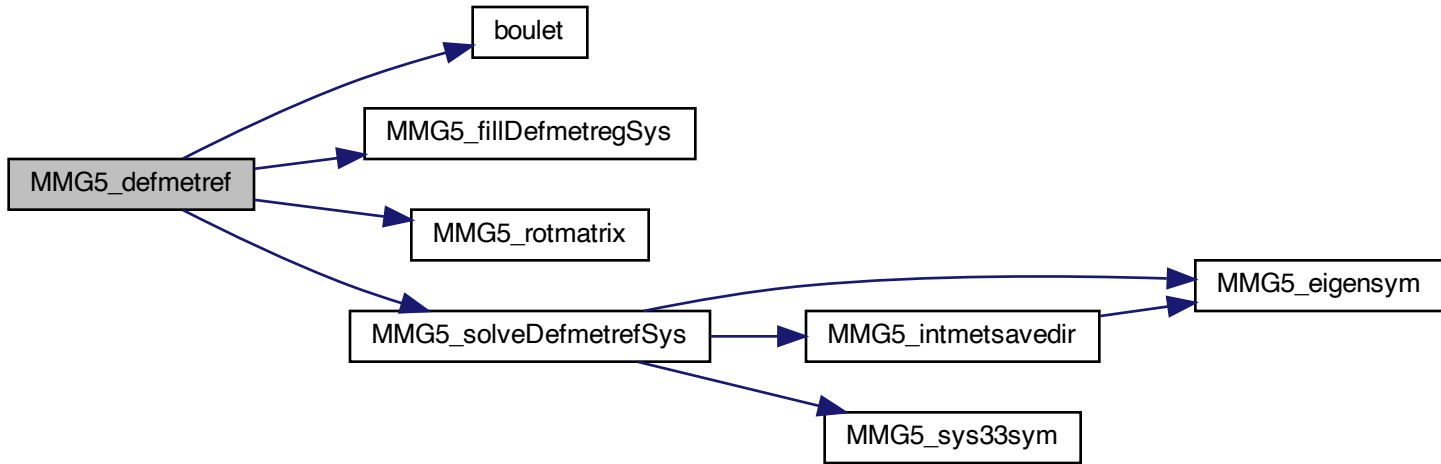 boulet
MMG5_fillDefmetregSys
MMG5_defmetref
MMG5_rotmatrix
MMG5_eigensym
MMG5_solveDefmetrefSys
MMG5_intmetsavedir
MMG5_sys33sym